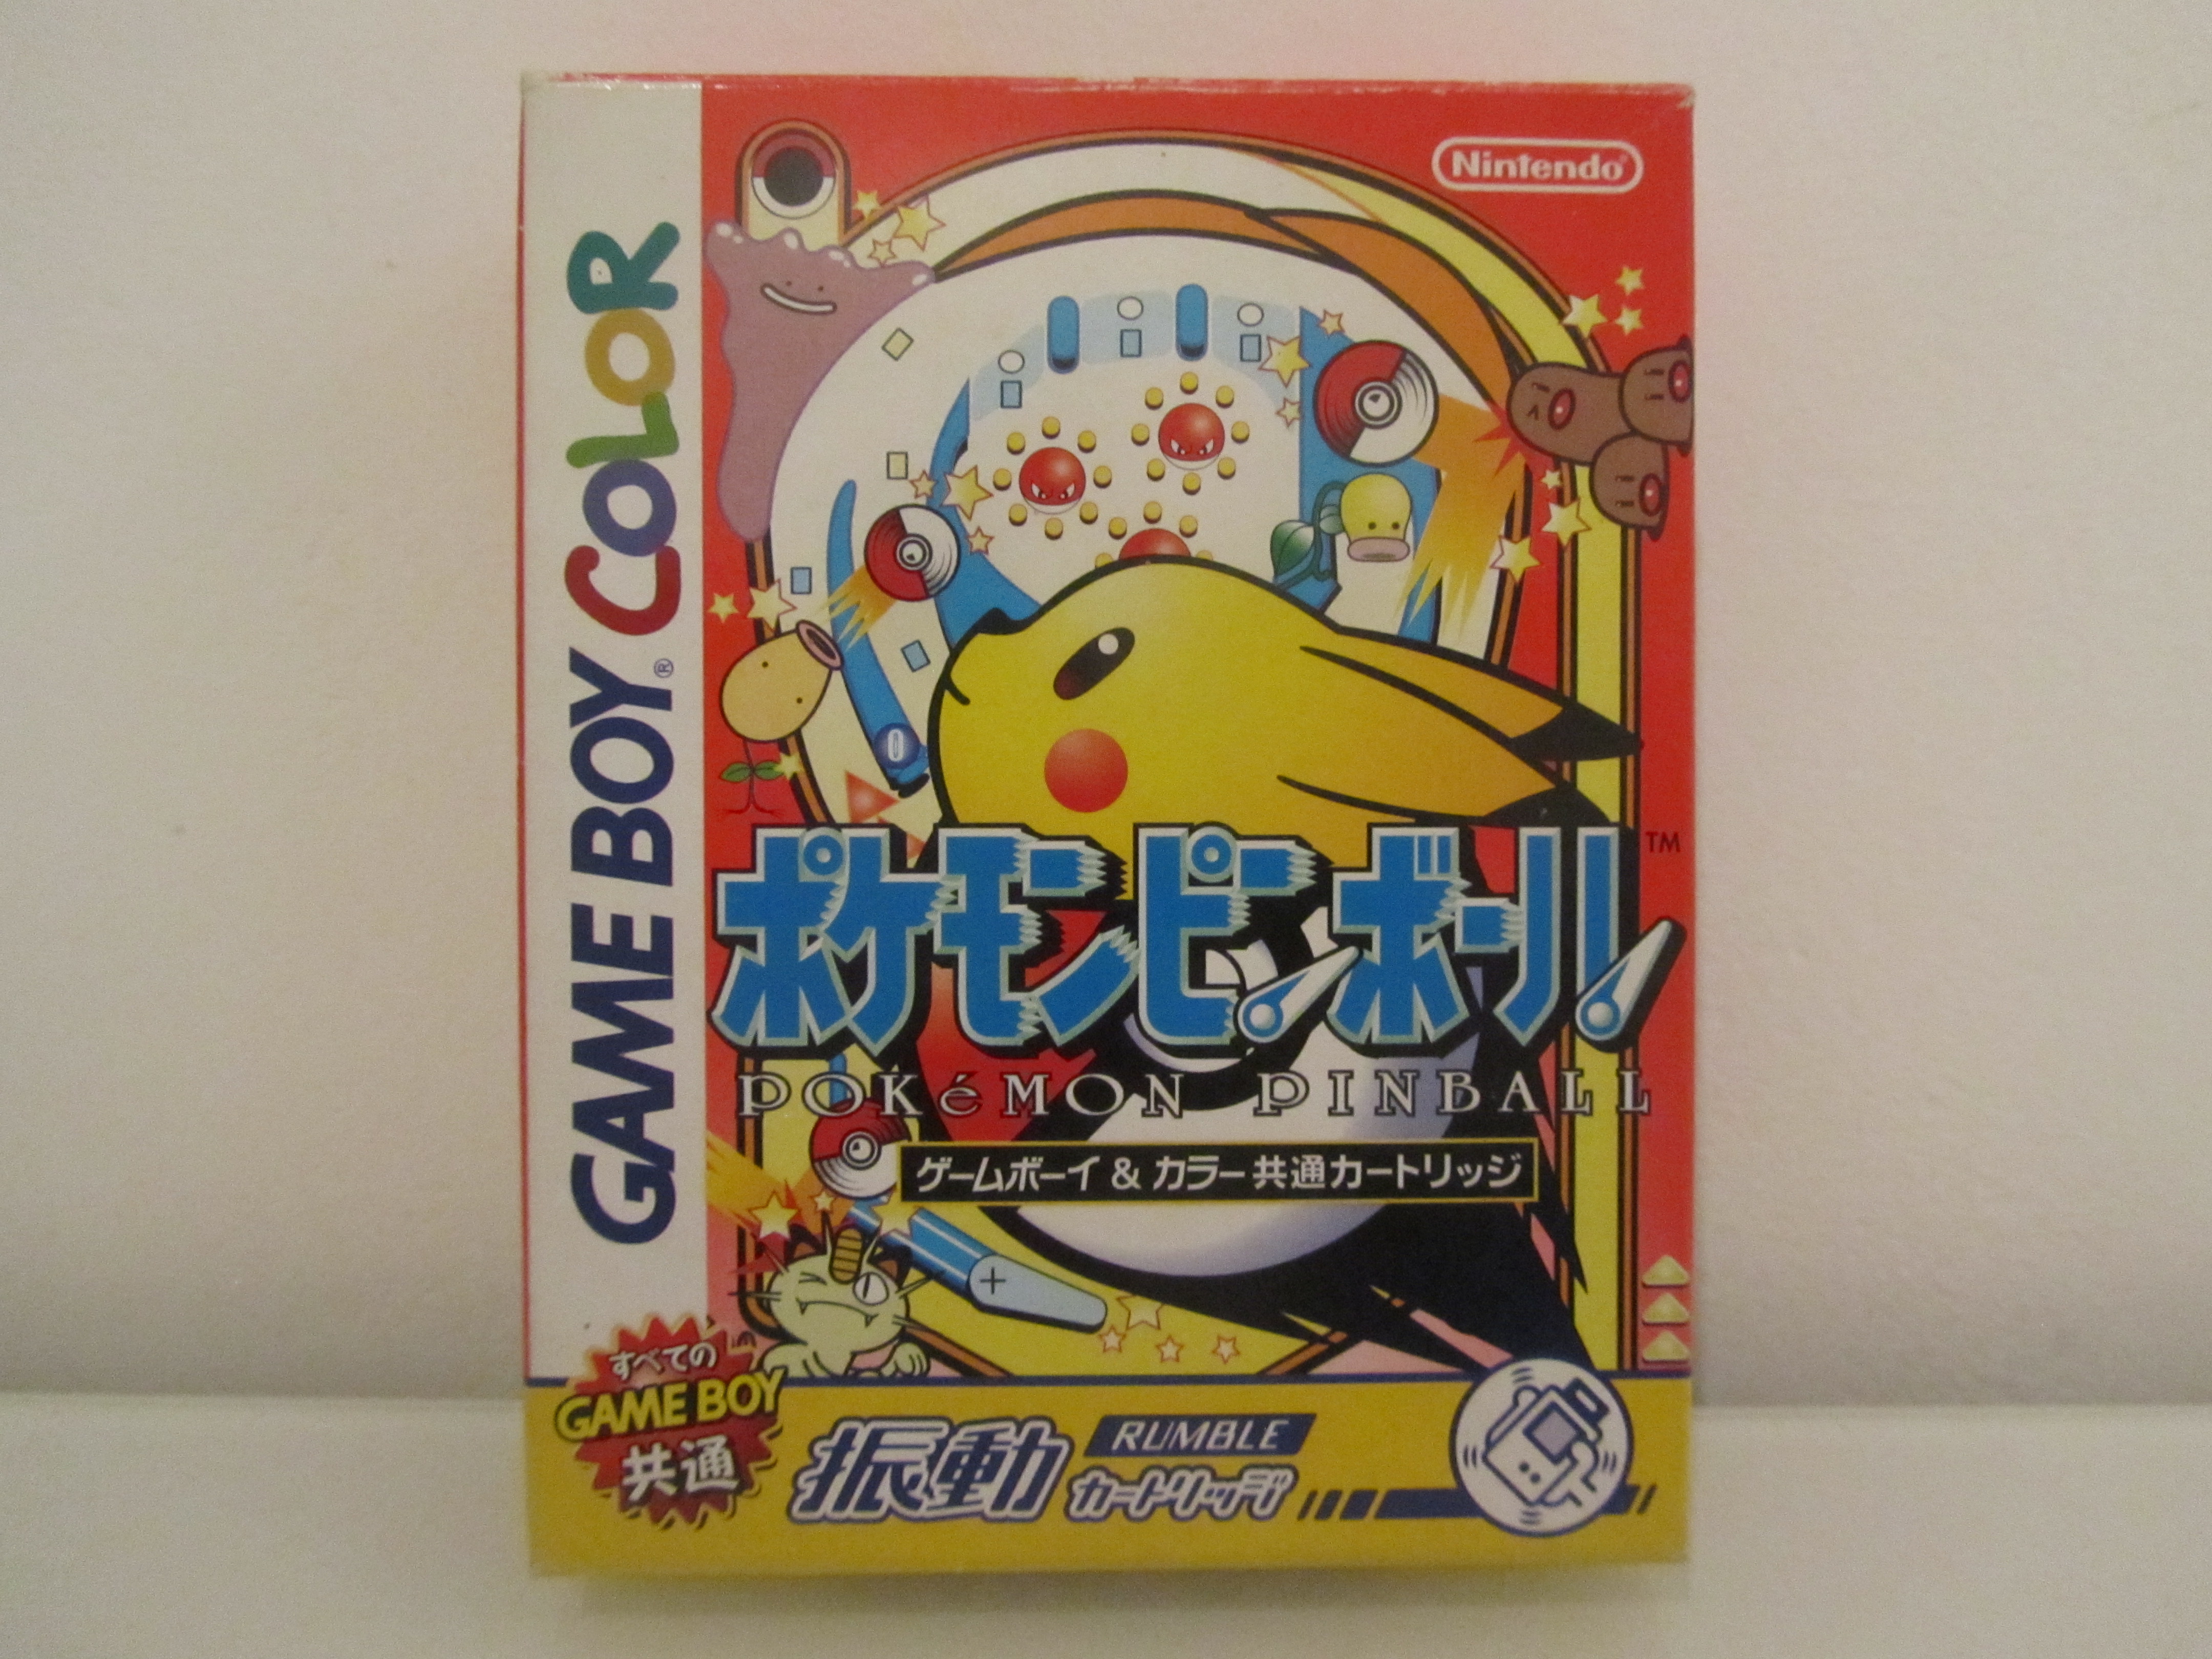 Nintendo®
GAME BOY® COLOR
ポケモンピンボール™
POKéMON PINBALL
ゲームボーイ & カラー共通カートリッジ
すべての
GAME BOY
共通
振動
RUMBLE
カートリッジ